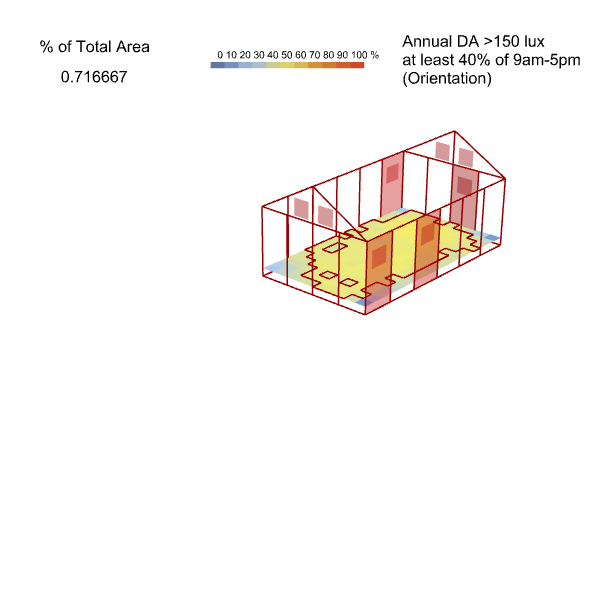 % of Total Area
0.716667
0 10 20 30 40 50 60 70 80 90 100 %
Annual DA >150 lux
at least 40% of 9am-5pm
(Orientation)